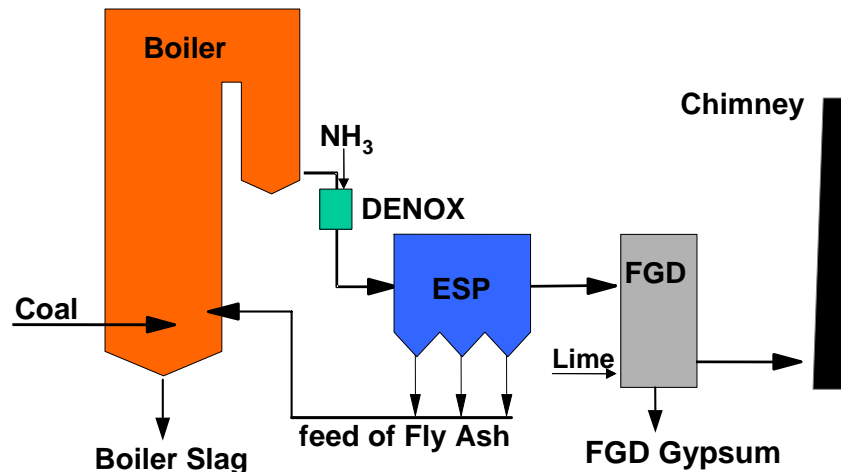 Boiler
Chimney
NH₃
DENOX
ESP
FGD
Coal
Lime
feed of Fly Ash
Boiler Slag
FGD Gypsum